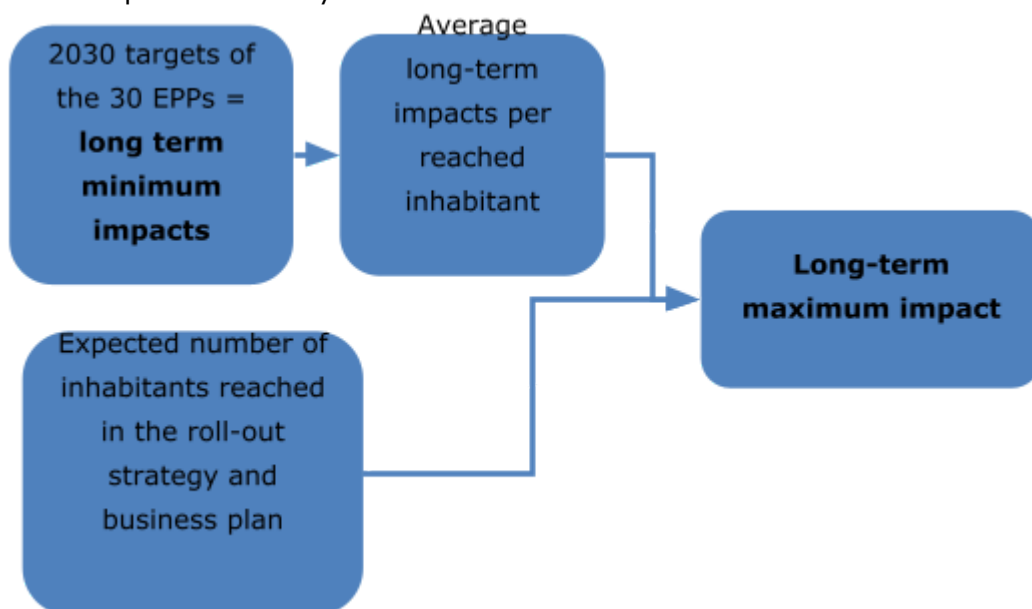 2030 targets of
the 30 EPPs =
long term
minimum
impacts
Average
long-term
impacts per
reached
inhabitant
Long-term
maximum impact
Expected number of
inhabitants reached
in the roll-out
strategy and
business plan